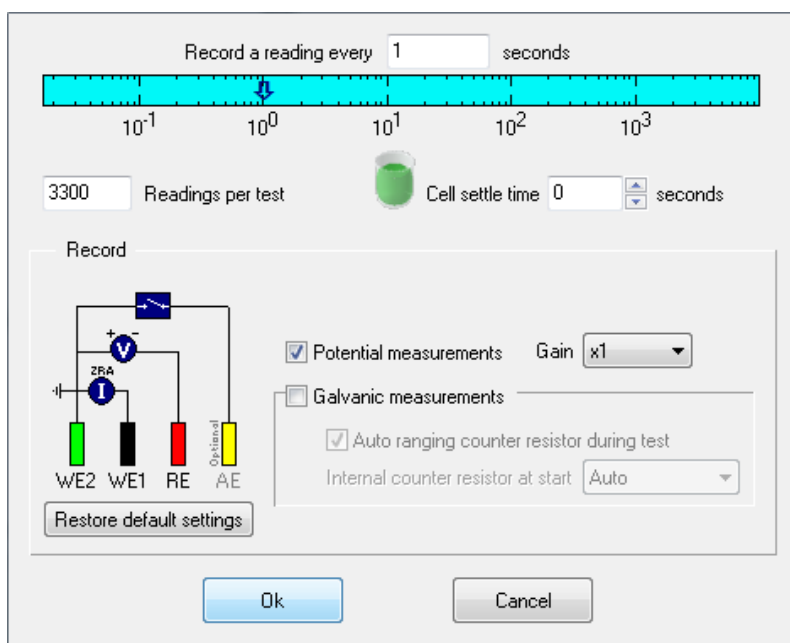 Record a reading every 1 seconds
10-1 100 101 102 103
3300 Readings per test Cell settle time 0 seconds
Record
+ -
V
ZRA
I
Potential measurements Gain x1
Galvanic measurements
Auto ranging counter resistor during test
Internal counter resistor at start Auto
Optional
WE2 WE1 RE AE
Restore default settings
Ok Cancel